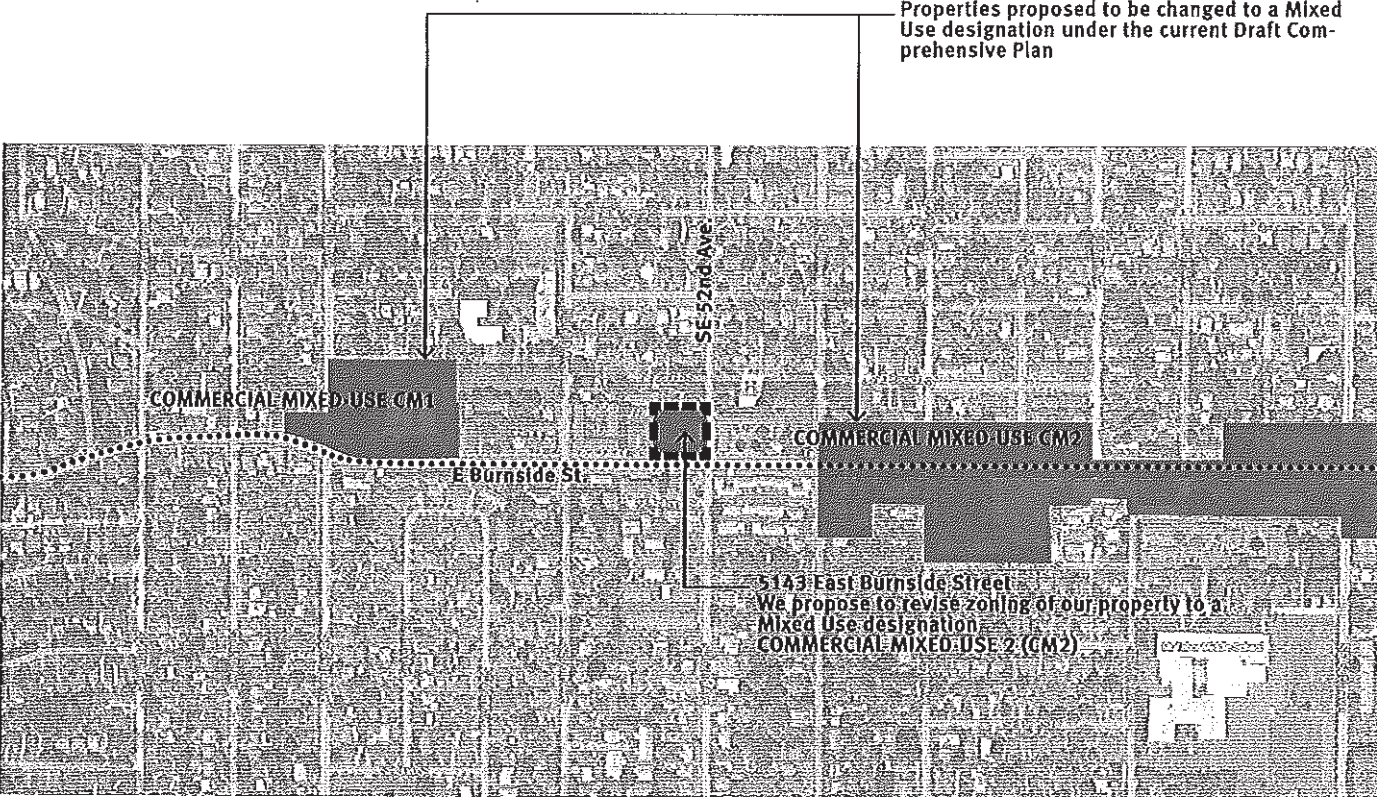 Properties proposed to be changed to a Mixed
Use designation under the current Draft Com-
prehensive Plan
SE 52nd Ave.
COMMERCIAL MIXED-USE CM1
COMMERCIAL MIXED-USE CM2
E Burnside St.
5143 East Burnside Street
We propose to revise zoning of our property to a
Mixed Use designation
COMMERCIAL MIXED-USE 2 (CM2)